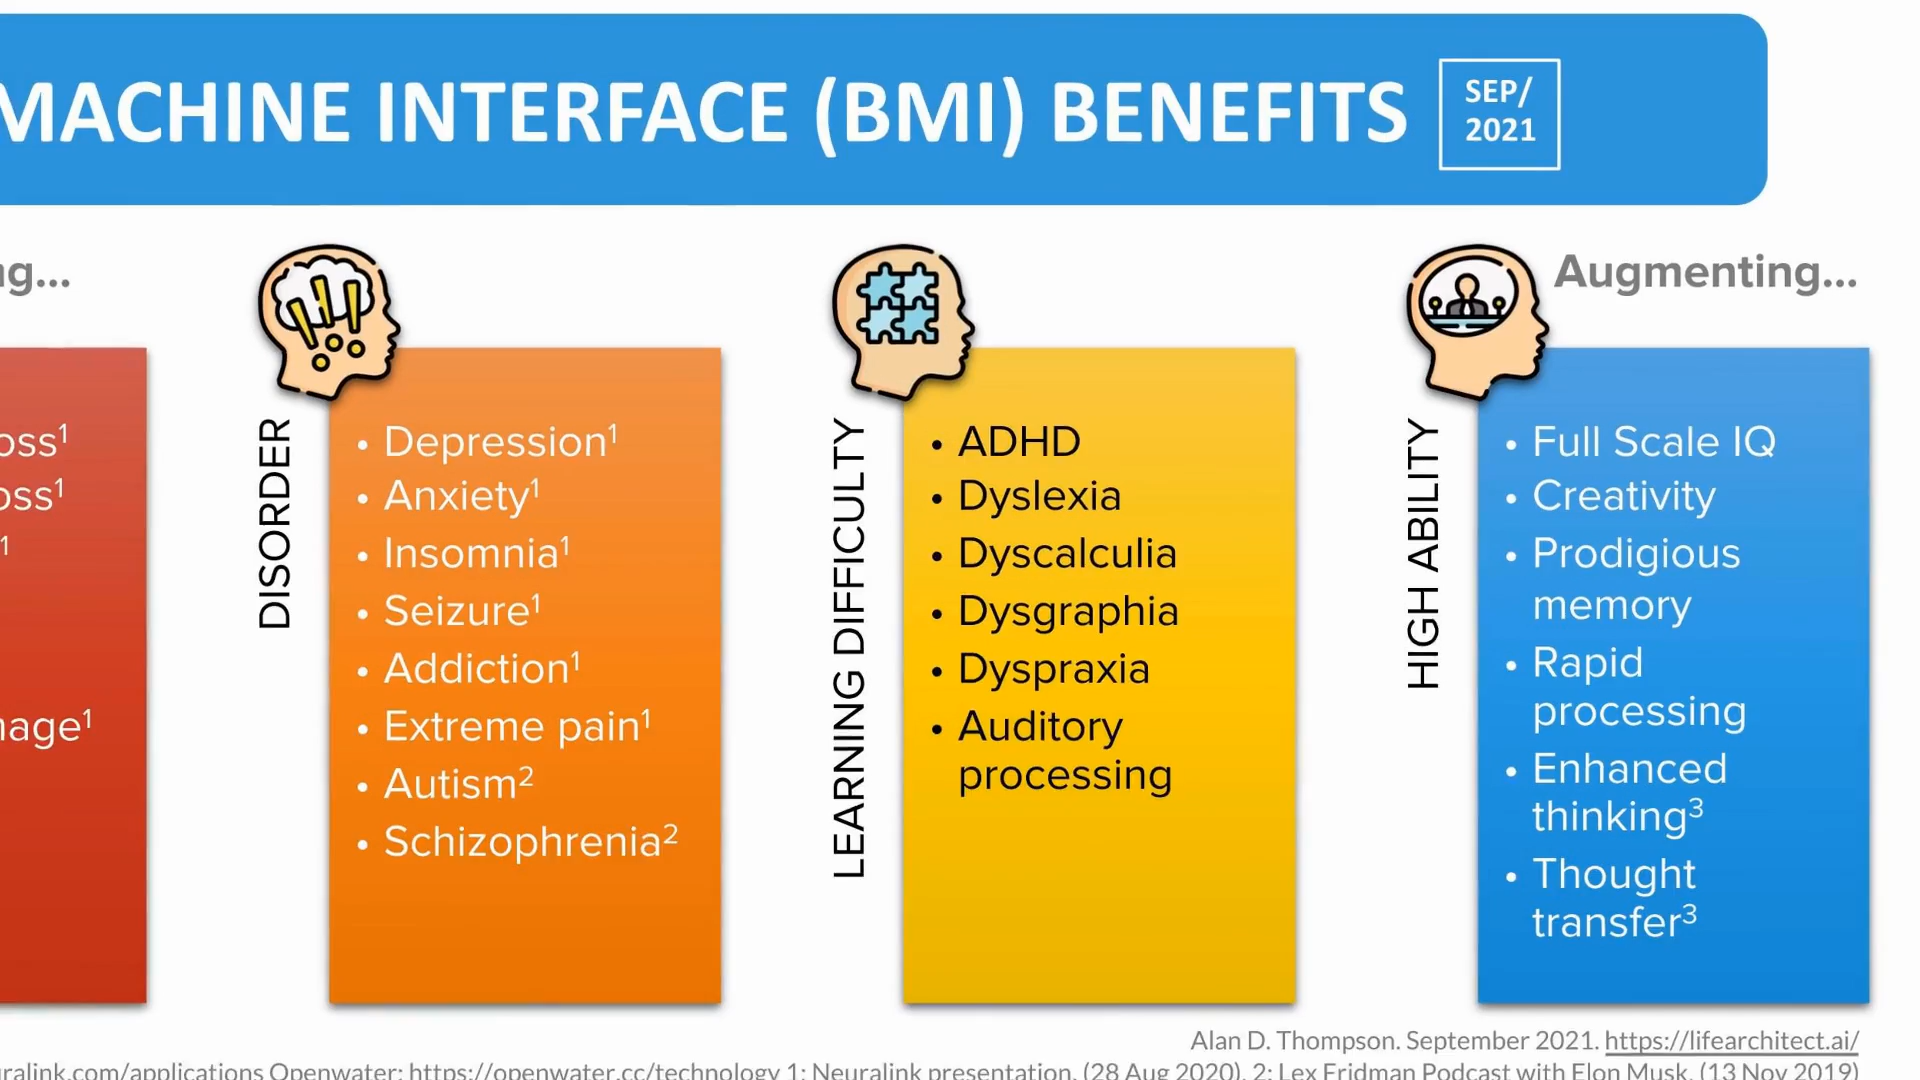 MACHINE INTERFACE (BMI) BENEFITS
SEP/
2021
Augmenting...
DISORDER
• Depression¹
• Anxiety¹
• Insomnia¹
• Seizure¹
• Addiction¹
• Extreme pain¹
• Autism²
• Schizophrenia²
LEARNING DIFFICULTY
• ADHD
• Dyslexia
• Dyscalculia
• Dysgraphia
• Dyspraxia
• Auditory
processing
HIGH ABILITY
• Full Scale IQ
• Creativity
• Prodigious
memory
• Rapid
processing
• Enhanced
thinking³
• Thought
transfer³
Alan D. Thompson. September 2021. https://lifearchitect.ai/
uralink.com/applications Openwater: https://openwater.cc/technology 1: Neuralink presentation. (28 Aug 2020). 2: Lex Fridman Podcast with Elon Musk. (13 Nov 2019)